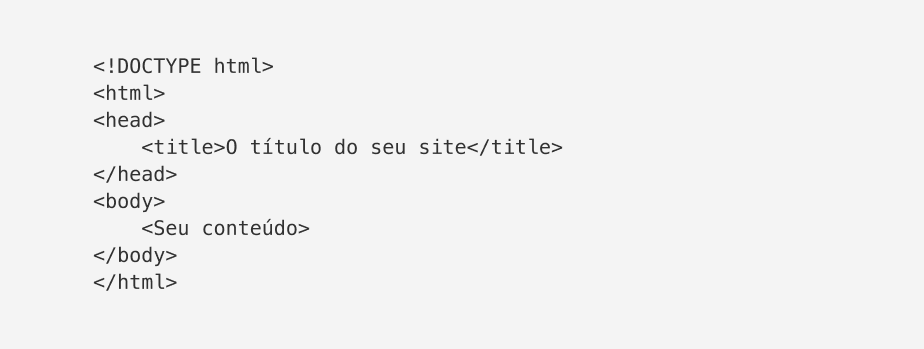 <!DOCTYPE html>
<html>
<head>
    <title>O título do seu site</title>
</head>
<body>
    <Seu conteúdo>
</body>
</html>